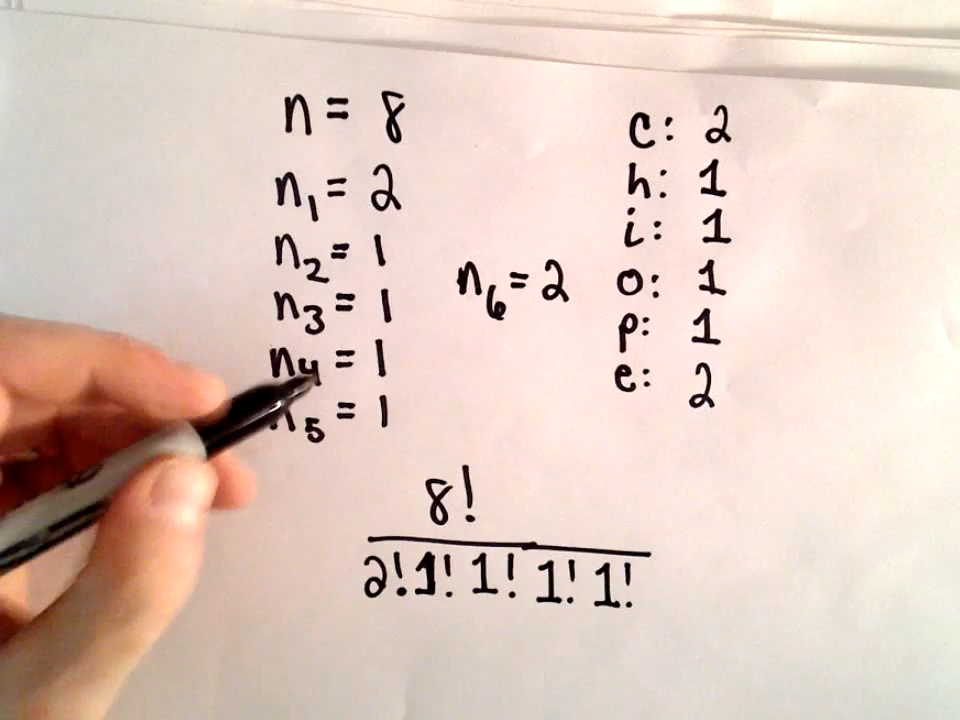 n = 8
n₁ = 2
n₂ = 1
n₃ = 1
n₄ = 1
n₅ = 1
n₆ = 2
c: 2
h: 1
i: 1
o: 1
p: 1
e: 2
8!
2! 1! 1! 1! 1!